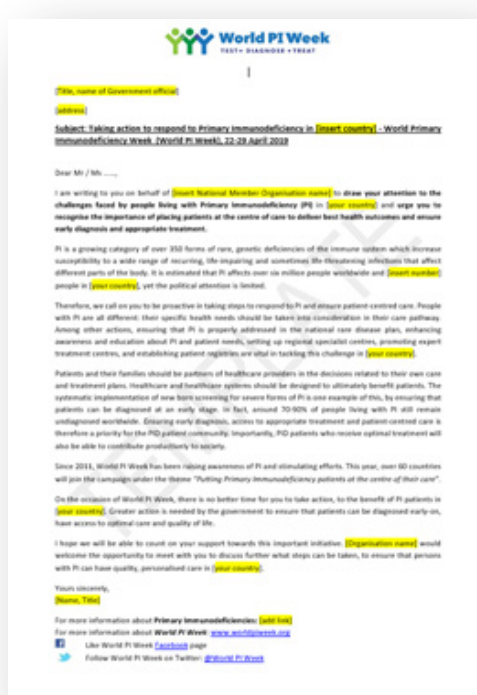 World PI Week
TEST • DIAGNOSE • TREAT
[Title, name of Government official]
[address]
Subject: Taking action to respond to Primary Immunodeficiency in [insert country] - World Primary
Immunodeficiency Week (World PI Week), 22-29 April 2019
Dear Mr / Ms .....,
I am writing to you on behalf of [Insert National Member Organisation name] to draw your attention to the
challenges faced by people living with Primary Immunodeficiency (PI) in [your country] and urge you to
recognise the importance of placing patients at the centre of care to deliver best health outcomes and ensure
early diagnosis and appropriate treatment.
PI is a growing category of over 350 forms of rare, genetic deficiencies of the immune system which increase
susceptibility to a wide range of recurring, life-impairing and sometimes life-threatening infections that affect
different parts of the body. It is estimated that PI affects over six million people worldwide and [insert number]
people in [your country], yet the political attention is limited.
Therefore, we call on you to be proactive in taking steps to respond to PI and ensure patient-centred care. People
with PI are all different: their specific health needs should be taken into consideration in their care pathway.
Among other actions, ensuring that PI is properly addressed in the national rare disease plan, enhancing
awareness and education about PI and patient needs, setting up regional specialist centres, promoting expert
treatment centres, and establishing patient registries are vital in tackling this challenge in [your country].
Patients and their families should be partners of healthcare providers in the decisions related to their own care
and treatment plans. Healthcare and healthcare systems should be designed to ultimately benefit patients. The
systematic implementation of new born screening for severe forms of PI is one example of this, by ensuring that
patients can be diagnosed at an early stage. In fact, around 70-90% of people living with PI still remain
undiagnosed worldwide. Ensuring early diagnosis, access to appropriate treatment and patient-centred care is
therefore a priority for the PID patient community. Importantly, PID patients who receive optimal treatment will
also be able to contribute productively to society.
Since 2011, World PI Week has been raising awareness of PI and stimulating efforts. This year, over 60 countries
will join the campaign under the theme "Putting Primary Immunodeficiency patients at the centre of their care".
On the occasion of World PI Week, there is no better time for you to take action, to the benefit of PI patients in
[your country]. Greater action is needed by the government to ensure that patients can be diagnosed early-on,
have access to optimal care and quality of life.
I hope we will be able to count on your support towards this important initiative. [Organisation name] would
welcome the opportunity to meet with you to discuss further what steps can be taken, to ensure that persons
with PI can have quality, personalised care in [your country].
Yours sincerely,
[Name, Title]
For more information about Primary Immunodeficiencies: [add link]
For more information about World PI Week: www.worldpiweek.org
Like World PI Week Facebook page
Follow World PI Week on Twitter: @World PI Week
TEMPLATE